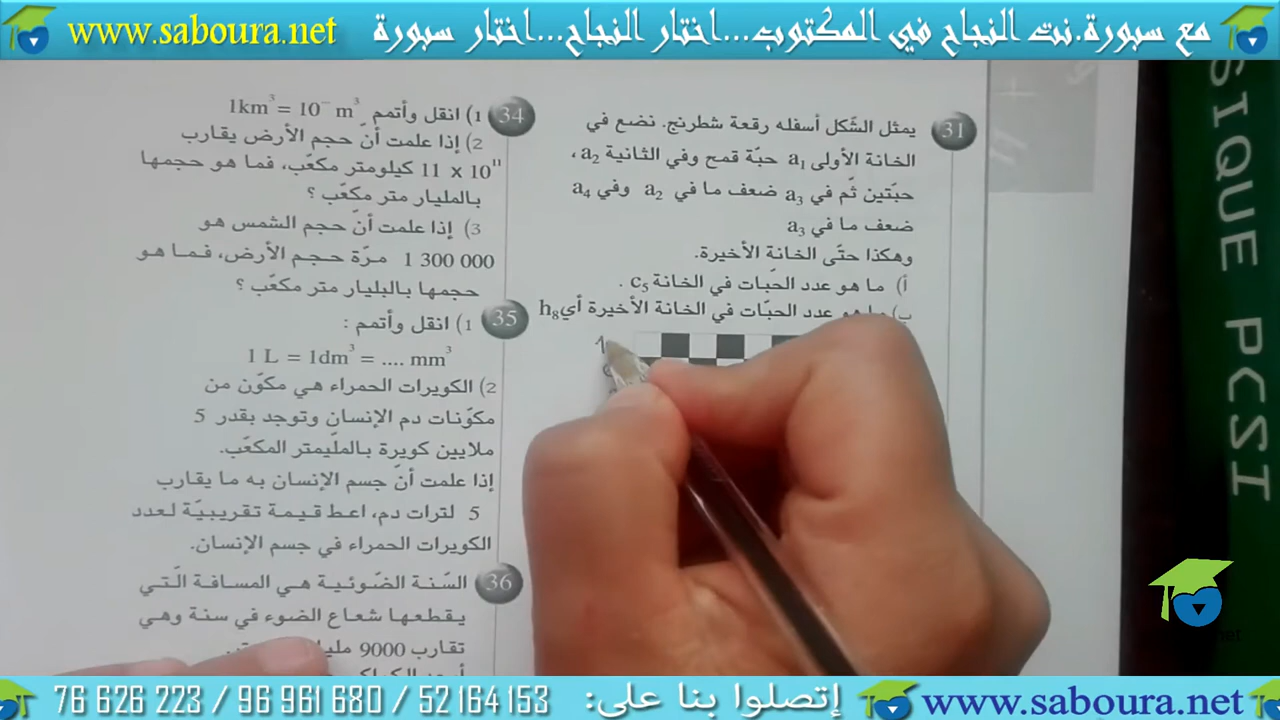 مع سبورة.نت النجاح في المكتوب...اختار النجاح...اختار سبورة
www.saboura.net
31
يمثل الشّكل أسفله رقعة شطرنج. نضع في
الخانة الأولى a₁ حبّة قمح وفي الثانية a₂ ،
حبّتين ثّم في a₃ ضعف ما في a₂ وفي a₄
ضعف ما في a₃
وهكذا حتّى الخانة الأخيرة.
أ) ما هو عدد الحبّات في الخانة c₅ .
ب) ما هو عدد الحبّات في الخانة الأخيرة أي h₈
1
34
1) انقل وأتمم 1km³ = 10⁻ m³
2) إذا علمت أنّ حجم الأرض يقارب
11 x 10¹¹ كيلومتر مكعّب، فما هو حجمها
بالمليار متر مكعّب ؟
3) إذا علمت أنّ حجم الشمس هو
1 300 000 مرّة حجم الأرض، فما هو
حجمها بالبليار متر مكعّب ؟
35
1) انقل وأتمم :
1 L = 1dm³ = .... mm³
2) الكويرات الحمراء هي مكوّن من
مكوّنات دم الإنسان وتوجد بقدر 5
ملايين كويرة بالملّيمتر المكعّب.
إذا علمت أنّ جسم الإنسان به ما يقارب
5 لترات دم، اعط قيمة تقريبيّة لعدد
الكويرات الحمراء في جسم الإنسان.
36
السّنة الضّوئيّة هي المسافة الّتي
يقطعها شعاع الضوء في سنة وهي
تقارب 9000
SIQUE PCSI
إتصلوا بنا على: 76 626 223 / 96 961 680 / 52 164 153
www.saboura.net